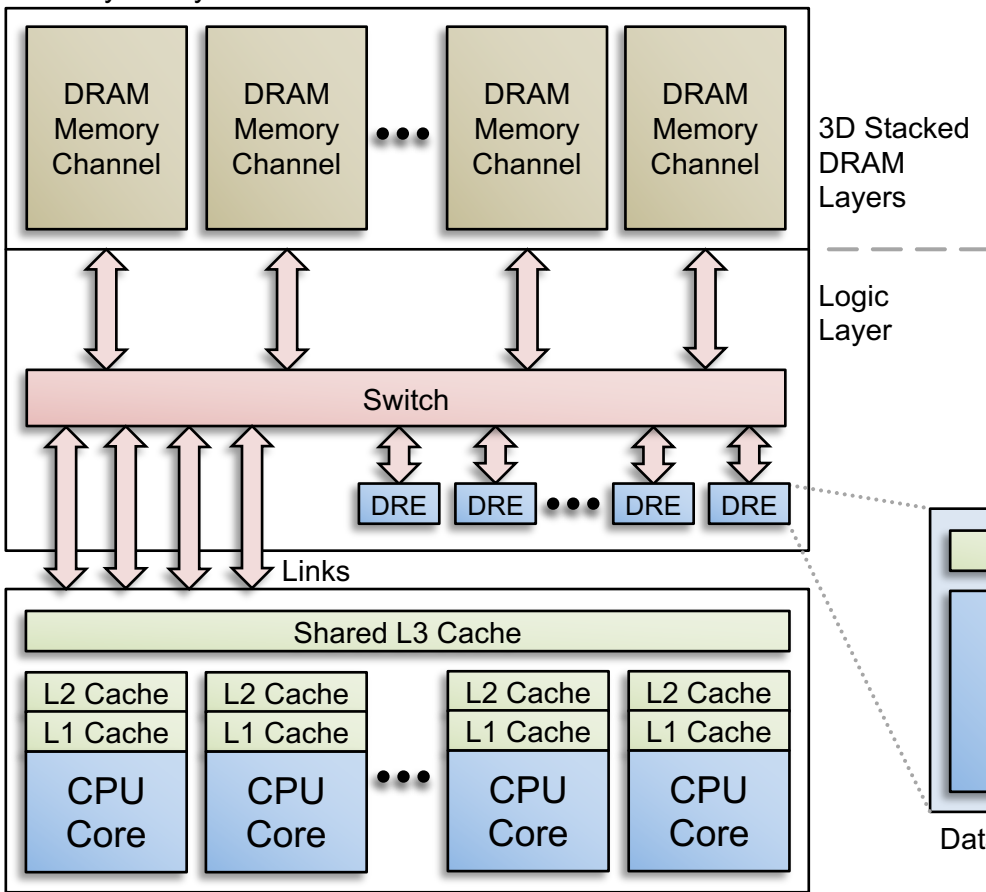 DRAM
Memory
Channel
DRAM
Memory
Channel
DRAM
Memory
Channel
DRAM
Memory
Channel
3D Stacked
DRAM
Layers
Logic
Layer
Switch
DRE
DRE
DRE
DRE
Links
Shared L3 Cache
L2 Cache
L1 Cache
CPU
Core
L2 Cache
L1 Cache
CPU
Core
L2 Cache
L1 Cache
CPU
Core
L2 Cache
L1 Cache
CPU
Core
Dat